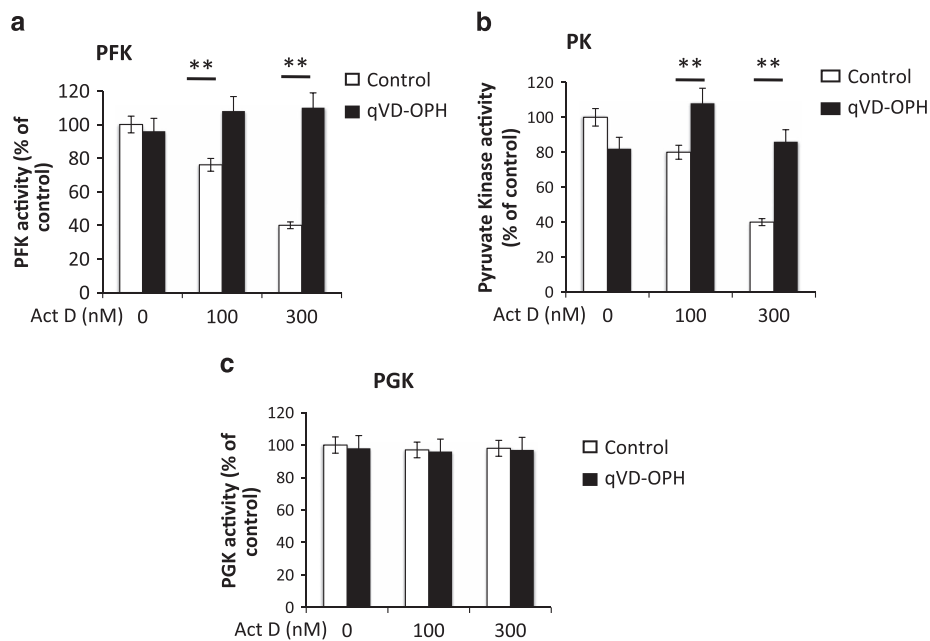 a
PFK
** **
Control
qVD-OPH
PFK activity (% of
control)
120
100
80
60
40
20
0
Act D (nM) 0 100 300
b
PK
** **
Control
qVD-OPH
Pyruvate Kinase activity
(% of control)
120
100
80
60
40
20
0
Act D (nM) 0 100 300
c
PGK
Control
qVD-OPH
PGK activity (% of
control)
120
100
80
60
40
20
0
Act D (nM) 0 100 300